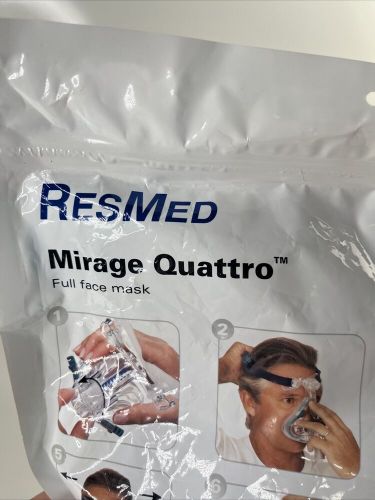 RESMED
Mirage Quattro™
Full face mask
1
2
5
6